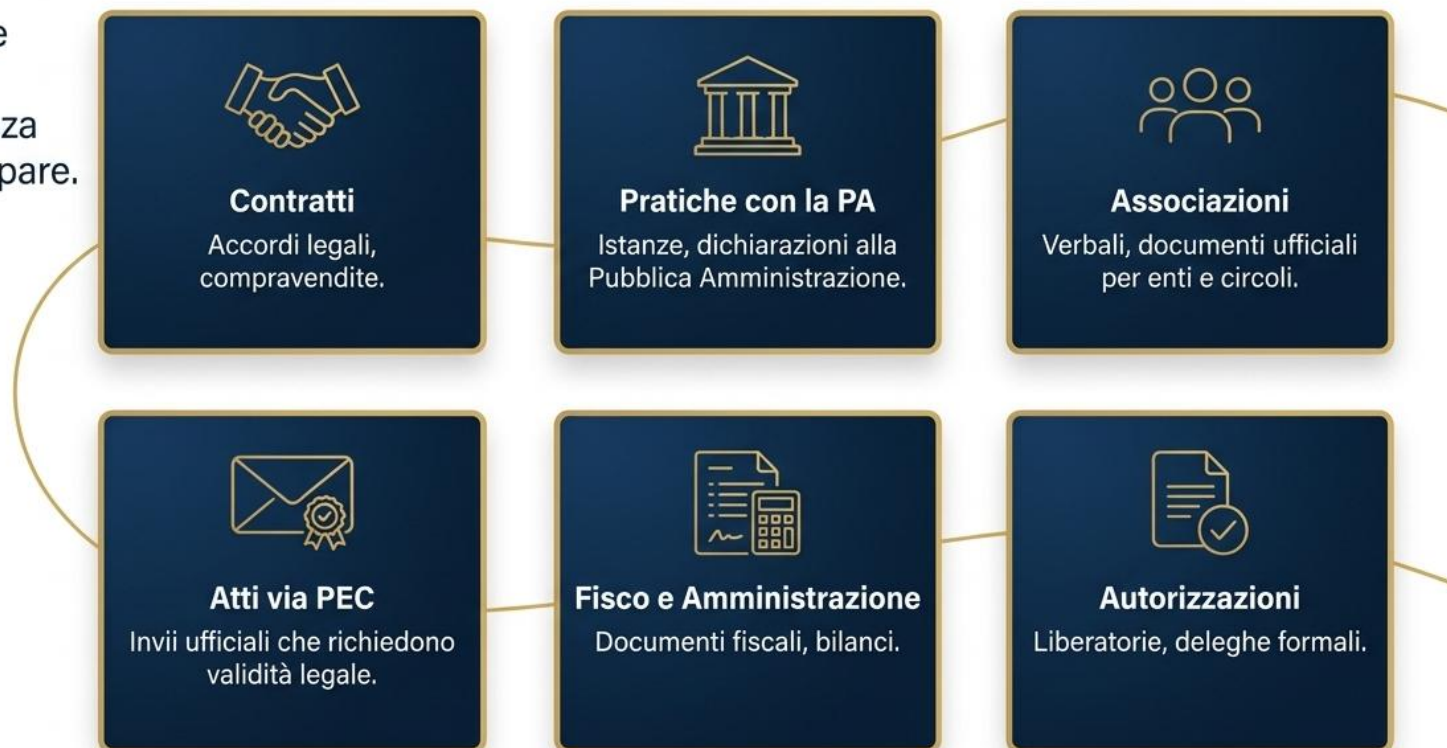 Contratti
Accordi legali,
compravendite.
Pratiche con la PA
Istanze, dichiarazioni alla
Pubblica Amministrazione.
Associazioni
Verbali, documenti ufficiali
per enti e circoli.
Atti via PEC
Invii ufficiali che richiedono
validità legale.
Fisco e Amministrazione
Documenti fiscali, bilanci.
Autorizzazioni
Liberatorie, deleghe formali.